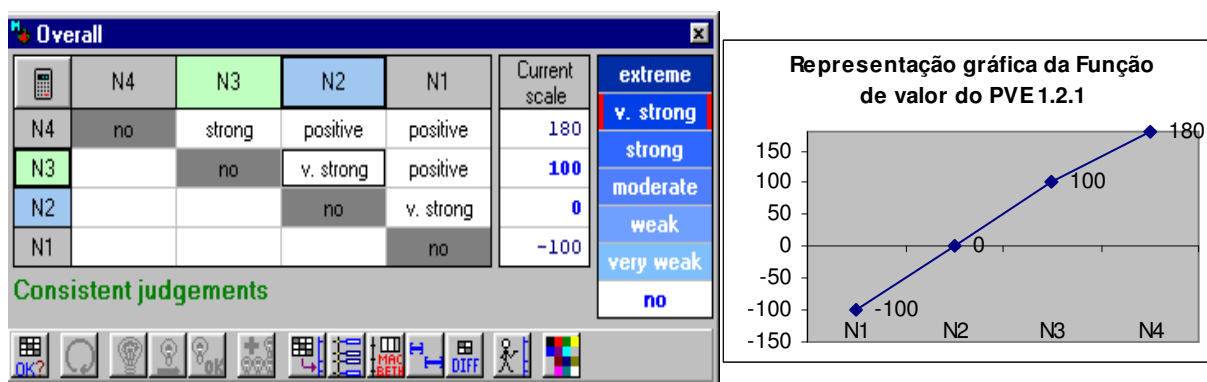 Overall
N4 N3 N2 N1 Current scale
N4 no strong positive positive 180
N3 no v. strong positive 100
N2 no v. strong 0
N1 no -100
extreme
v. strong
strong
moderate
weak
very weak
no
Consistent judgements
OK? OK MAC BETH DIFF
Representação gráfica da Função
de valor do PVE1.2.1
150
100
50
0
-50
-100
-150
-100
0
100
180
N1 N2 N3 N4